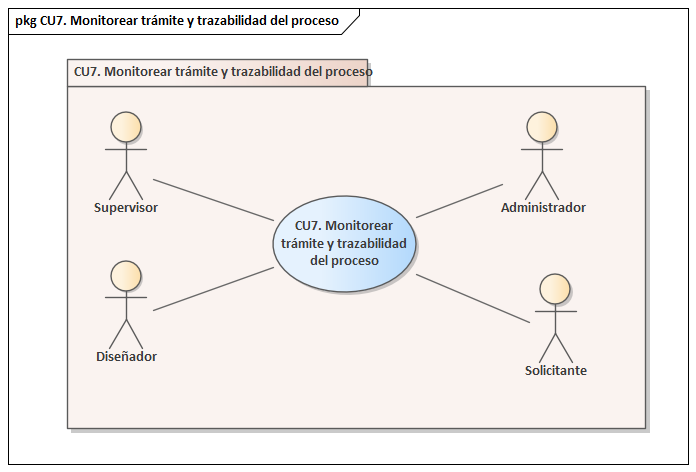 pkg CU7. Monitorear trámite y trazabilidad del proceso
CU7. Monitorear trámite y trazabilidad del proceso
Supervisor
Administrador
CU7. Monitorear
trámite y trazabilidad
del proceso
Diseñador
Solicitante